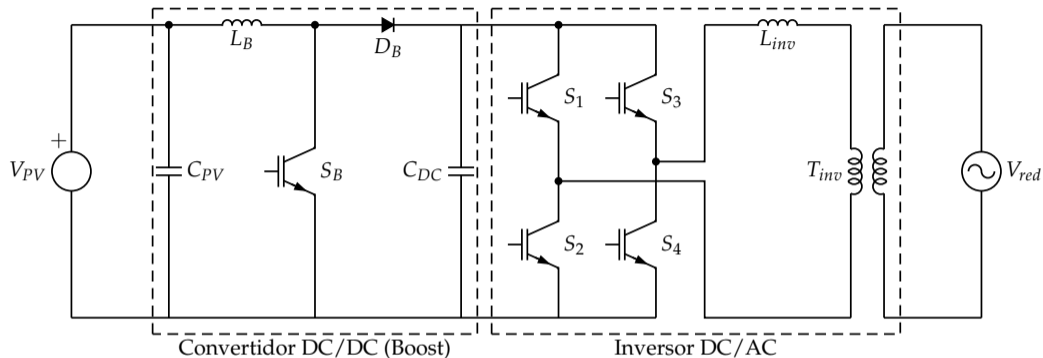 L_B
D_B
L_inv
S_1
S_3
+
V_PV
C_PV
S_B
C_DC
T_inv
V_red
S_2
S_4
Convertidor DC/DC (Boost)
Inversor DC/AC